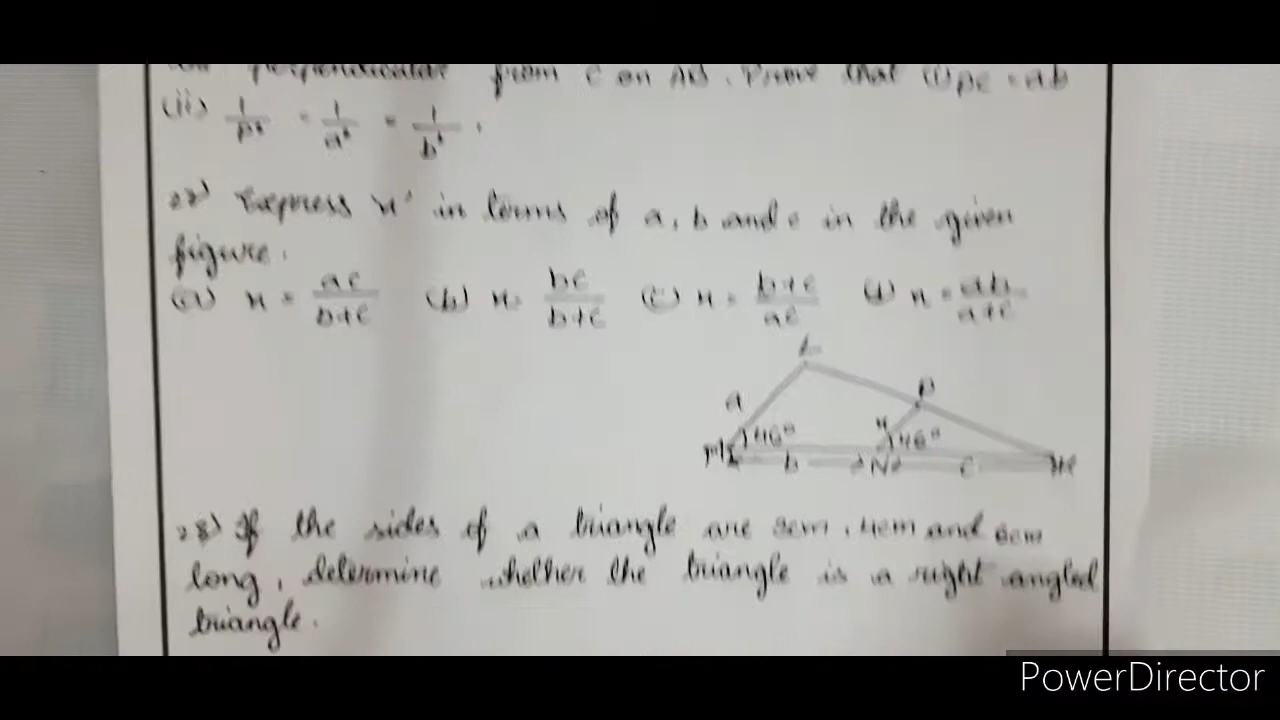 perpendicular from C on AB. Prove that (i) pc = ab
(ii) 1/p² = 1/a² = 1/b².
27) Express 'x' in terms of a, b and c in the given
figure.
(a) x = ac/b+c (b) x = bc/b+c (c) x = b+c/ac (d) x = ab/a+c
L
a P
46° x 46°
M b N c K
28) If the sides of a triangle are 3cm, 4cm and 6cm
long, determine whether the triangle is a right angled
triangle.
PowerDirector